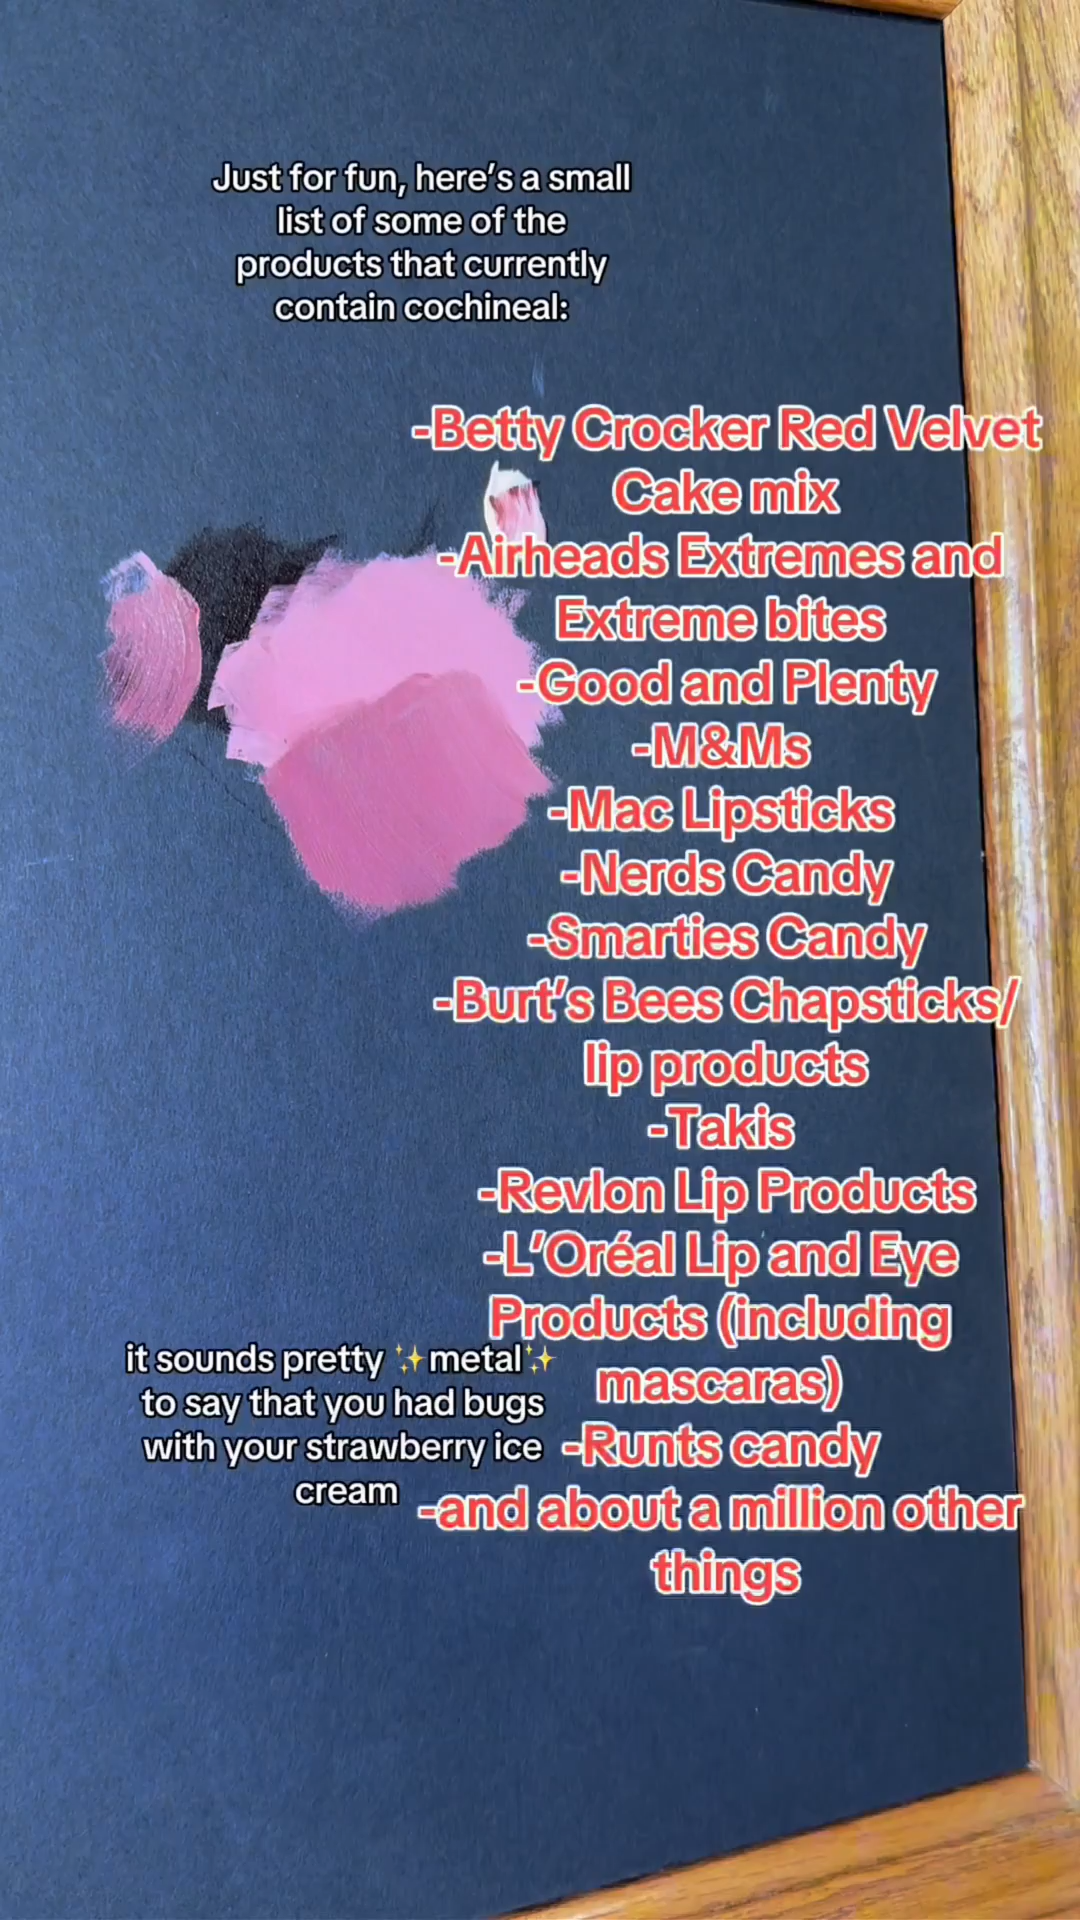 Just for fun, here's a small
list of some of the
products that currently
contain cochineal:
-Betty Crocker Red Velvet
Cake mix
-Airheads Extremes and
Extreme bites
-Good and Plenty
-M&Ms
-Mac Lipsticks
-Nerds Candy
-Smarties Candy
-Burt's Bees Chapsticks/
lip products
-Takis
-Revlon Lip Products
-L'Oréal Lip and Eye
Products (including
mascaras)
-Runts candy
-and about a million other
things
it sounds pretty ✨metal✨
to say that you had bugs
with your strawberry ice
cream